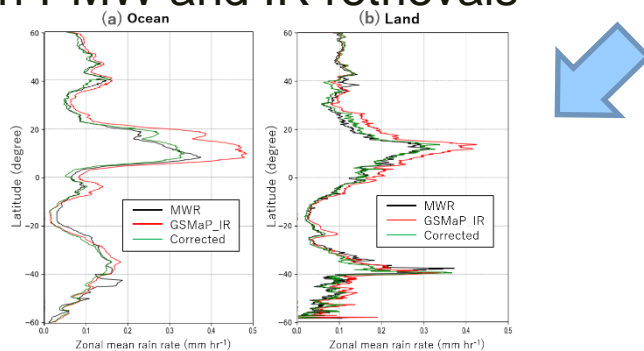 PMW and IR retrievals
(a) Ocean
(b) Land
60
40
20
0
-20
-40
-60
Latitude (degree)
MWR
GSMaP_IR
Corrected
0.0 0.1 0.2 0.3 0.4 0.5
Zonal mean rain rate (mm hr⁻¹)
60
40
20
0
-20
-40
-60
Latitude (degree)
MWR
GSMaP_IR
Corrected
0.0 0.1 0.2 0.3 0.4 0.5
Zonal mean rain rate (mm hr⁻¹)